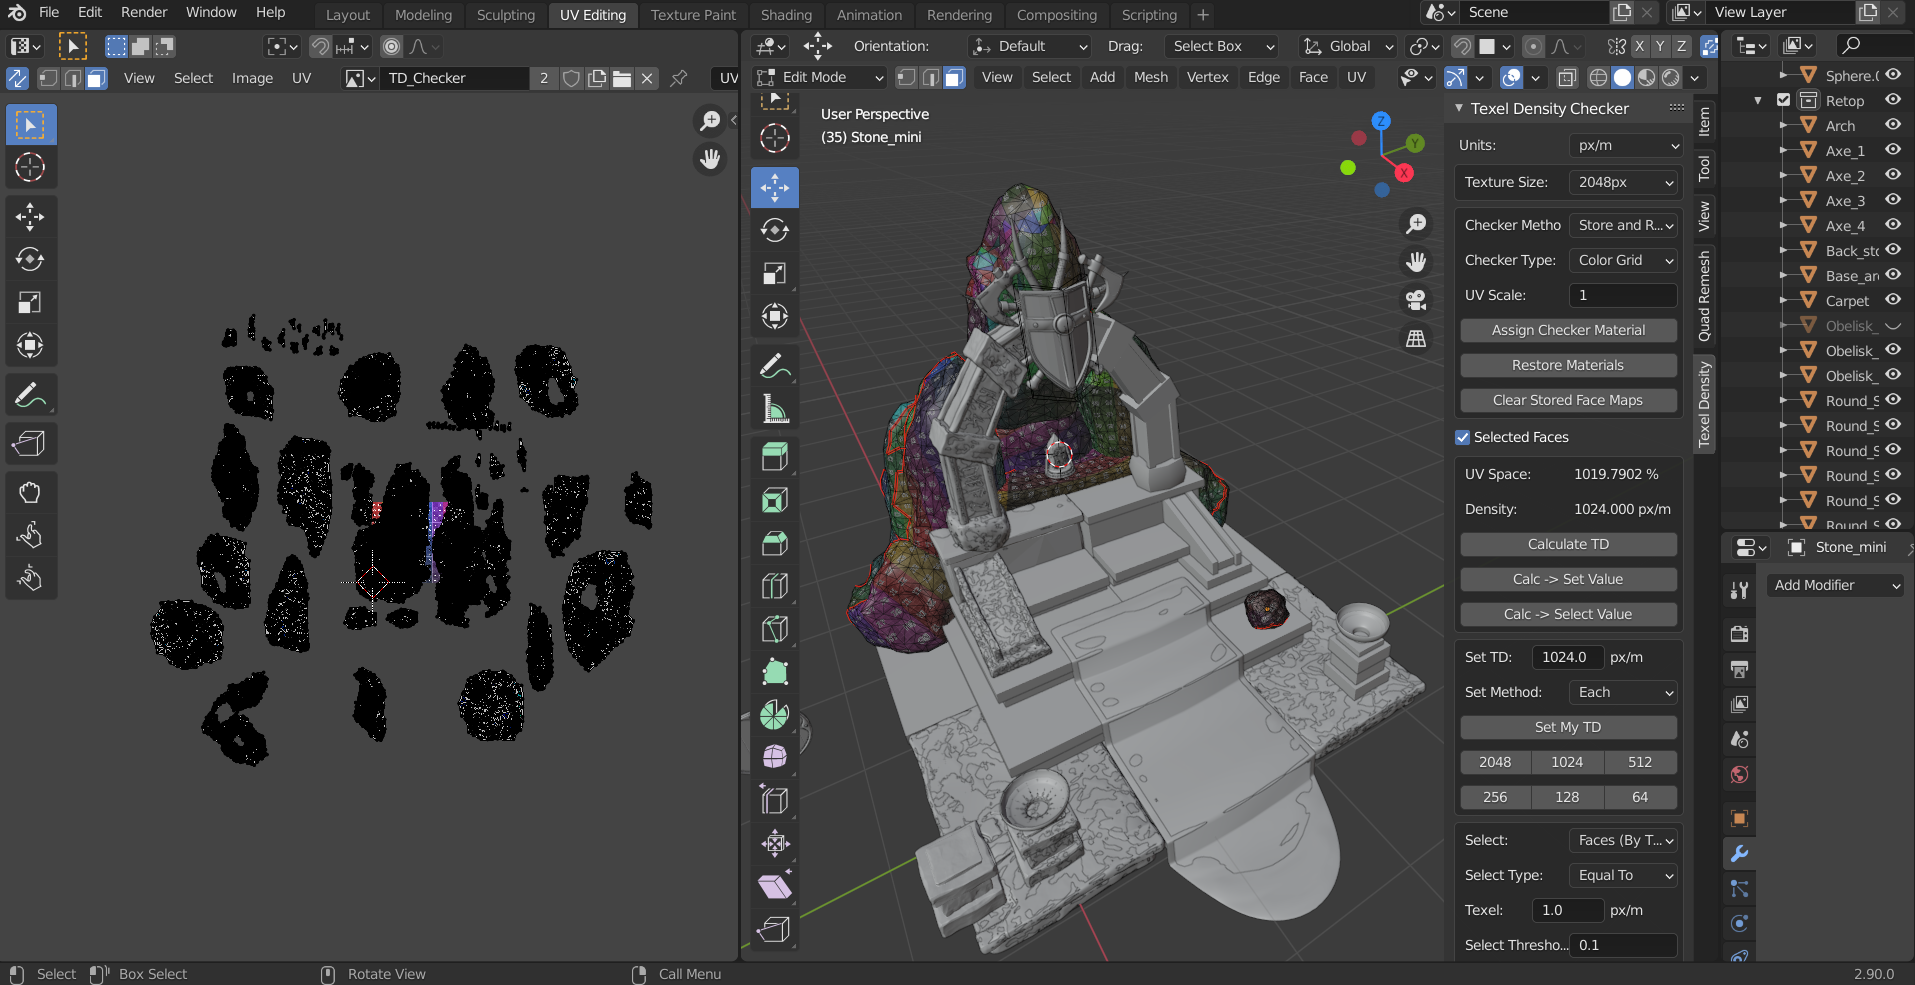 File Edit Render Window Help
Layout Modeling Sculpting UV Editing Texture Paint Shading Animation Rendering Compositing Scripting +
Scene
View Layer
Orientation: Default Drag: Select Box
Global
X Y Z
View Select Image UV
TD_Checker 2
UV
Edit Mode
View Select Add Mesh Vertex Edge Face UV
User Perspective
(35) Stone_mini
Z
Y
X
Texel Density Checker
Units: px/m
Texture Size: 2048px
Checker Metho Store and R...
Checker Type: Color Grid
UV Scale: 1
Assign Checker Material
Restore Materials
Clear Stored Face Maps
Selected Faces
UV Space: 1019.7902 %
Density: 1024.000 px/m
Calculate TD
Calc -> Set Value
Calc -> Select Value
Set TD: 1024.0 px/m
Set Method: Each
Set My TD
2048 1024 512
256 128 64
Select: Faces (By T...
Select Type: Equal To
Texel: 1.0 px/m
Select Thresho... 0.1
Item
Tool
View
Quad Remesh
Texel Density
Sphere.
Retop
Arch
Axe_1
Axe_2
Axe_3
Axe_4
Back_st
Base_ar
Carpet
Obelisk_
Obelisk_
Obelisk_
Round_S
Round_S
Round_S
Round_S
Round_S
Round_S
Stone_mini
Add Modifier
Select Box Select Rotate View Call Menu
2.90.0